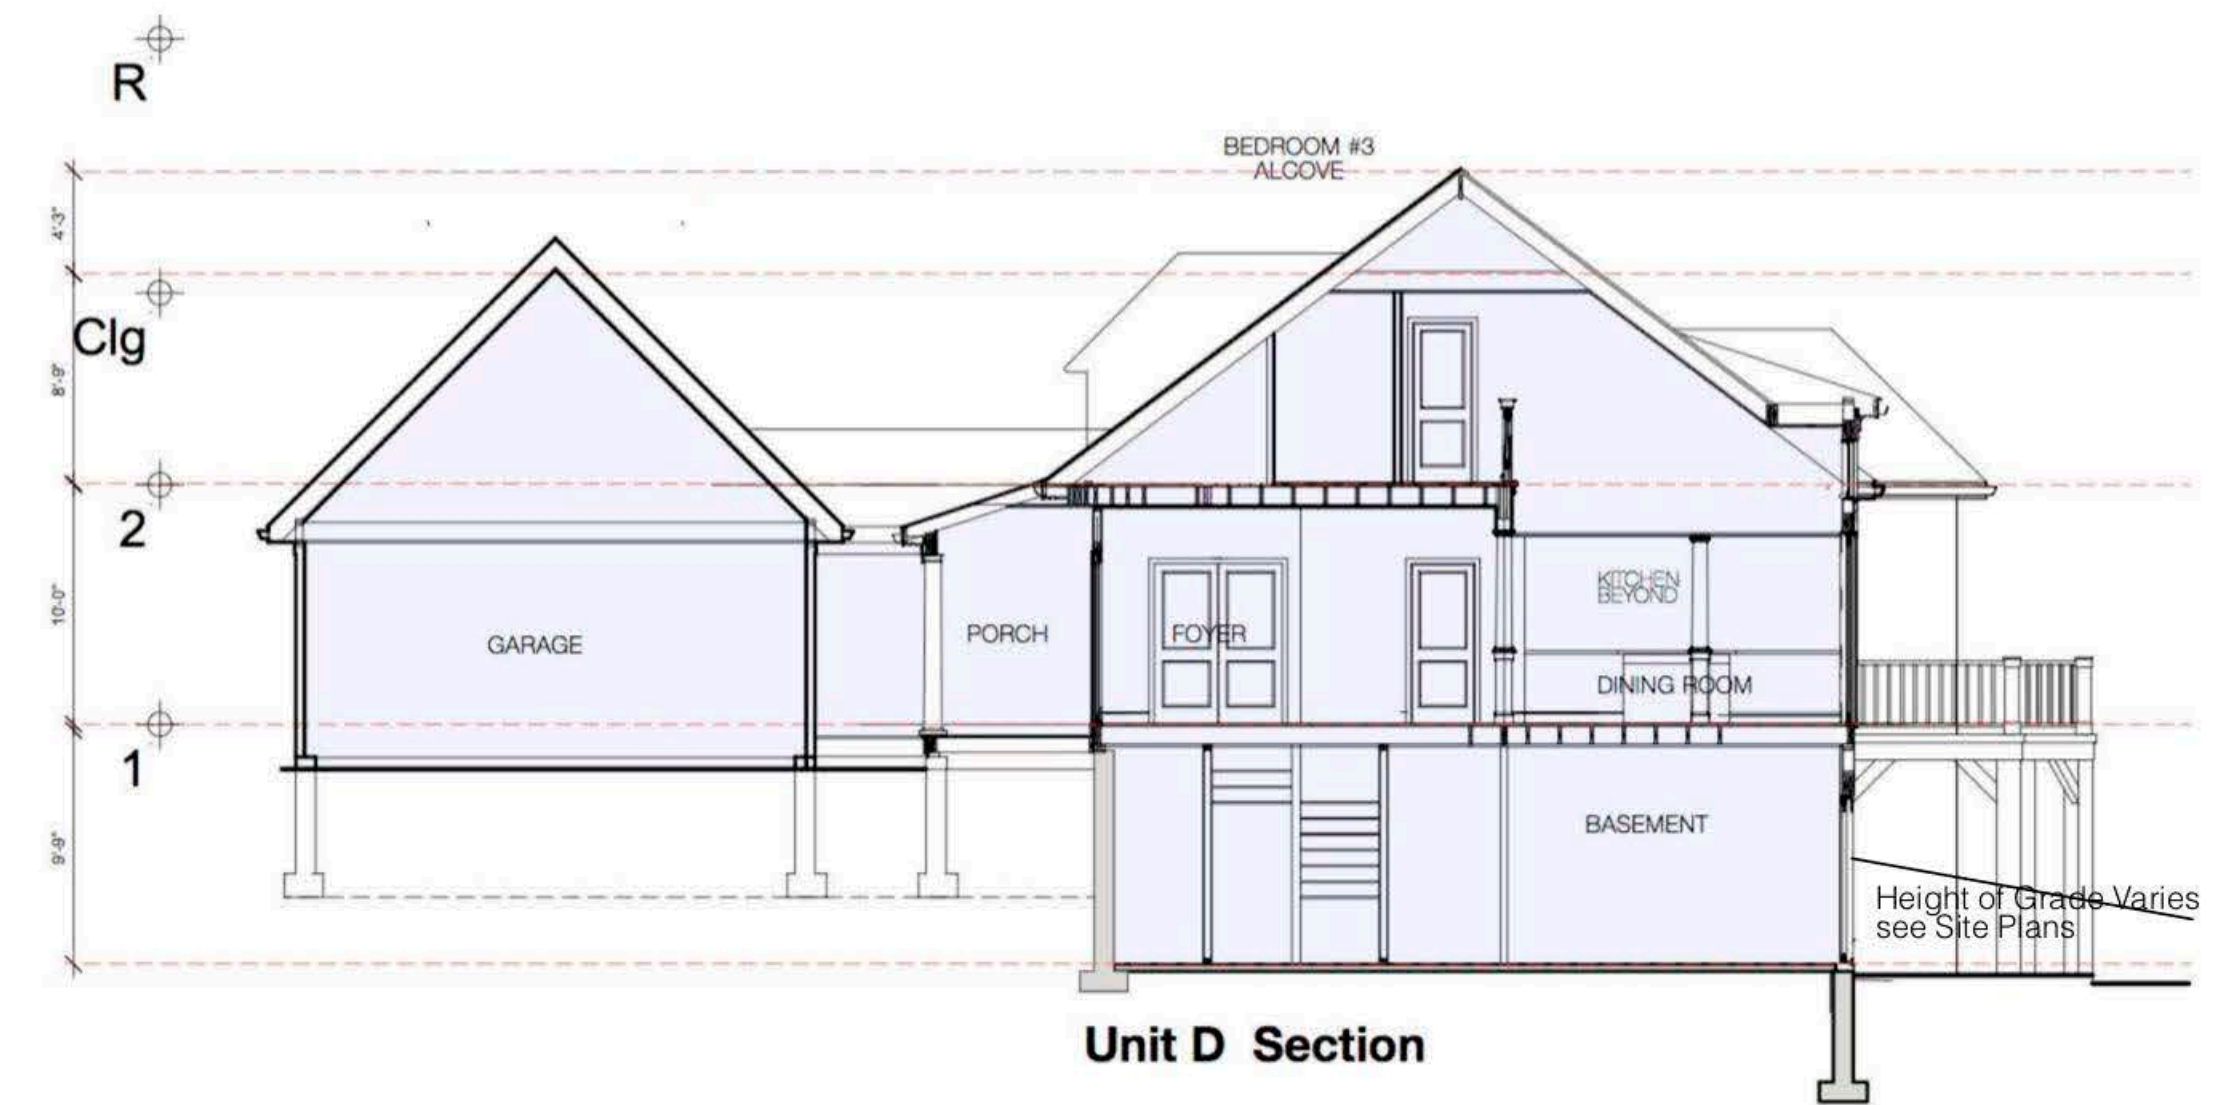 R
BEDROOM #3
ALCOVE
4'-3"
Clg
8'-9"
2
10'-0"
KITCHEN
BEYOND
GARAGE
PORCH
FOYER
DINING ROOM
1
9'-9"
BASEMENT
Height of Grade Varies
see Site Plans
Unit D Section